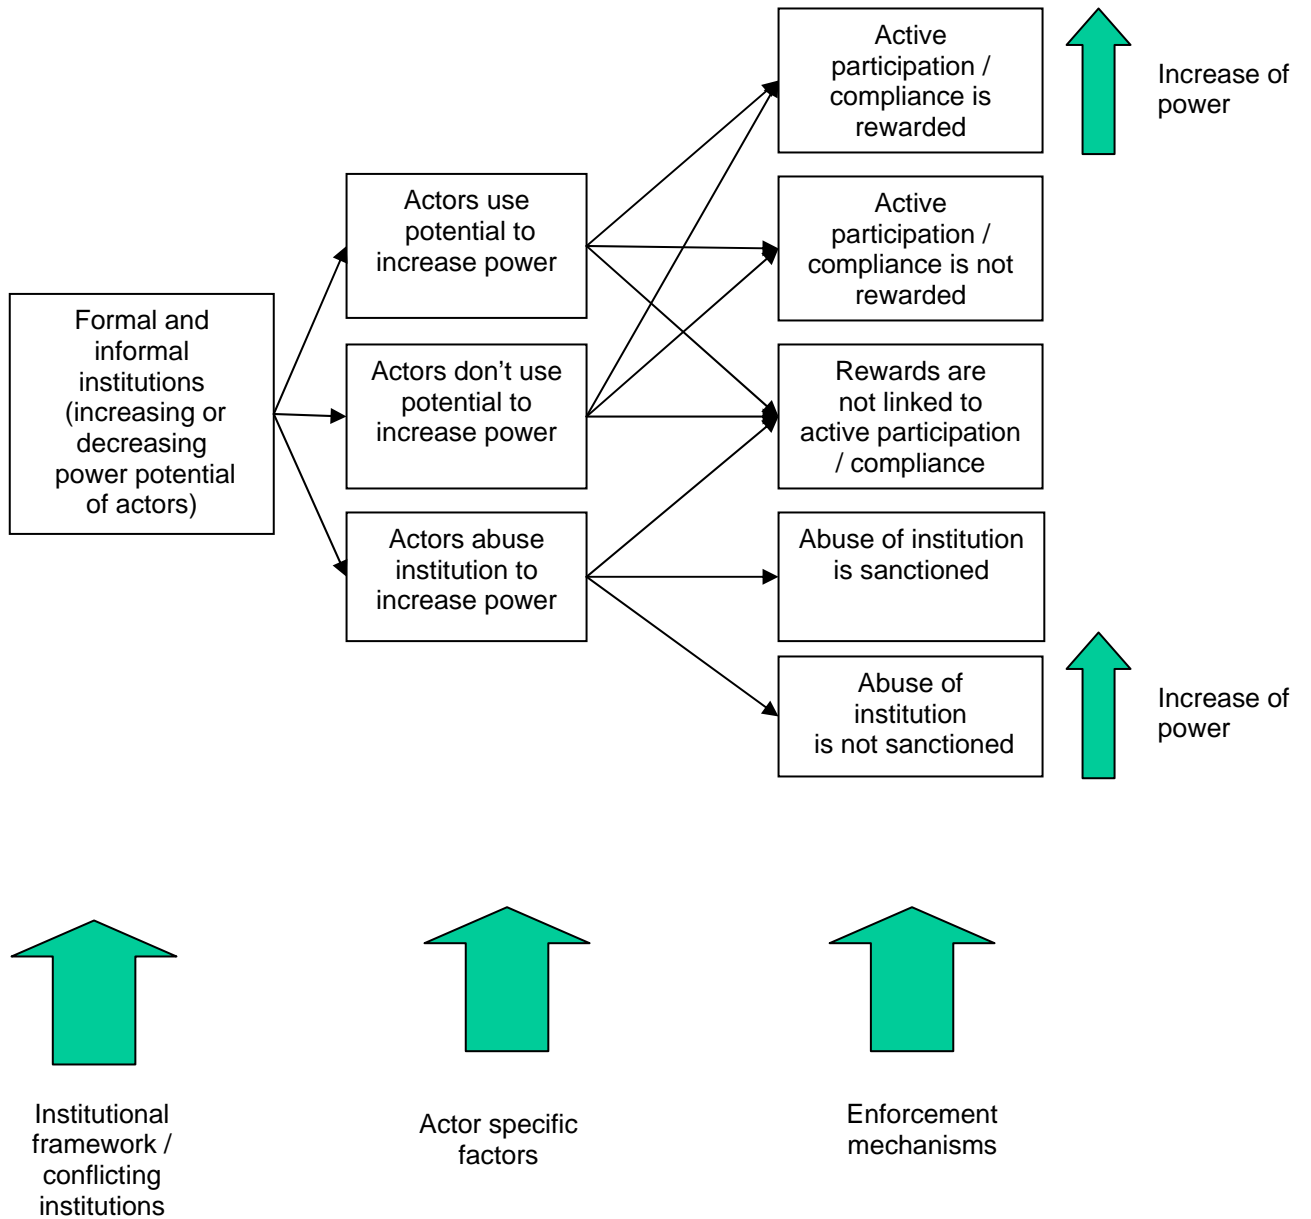 Active
participation /
compliance is
rewarded
Increase of
power
Actors use
potential to
increase power
Active
participation /
compliance is not
rewarded
Formal and
informal
institutions
(increasing or
decreasing
power potential
of actors)
Actors don’t use
potential to
increase power
Rewards are
not linked to
active participation
/ compliance
Actors abuse
institution to
increase power
Abuse of institution
is sanctioned
Abuse of
institution
is not sanctioned
Increase of
power
Institutional
framework /
conflicting
institutions
Actor specific
factors
Enforcement
mechanisms